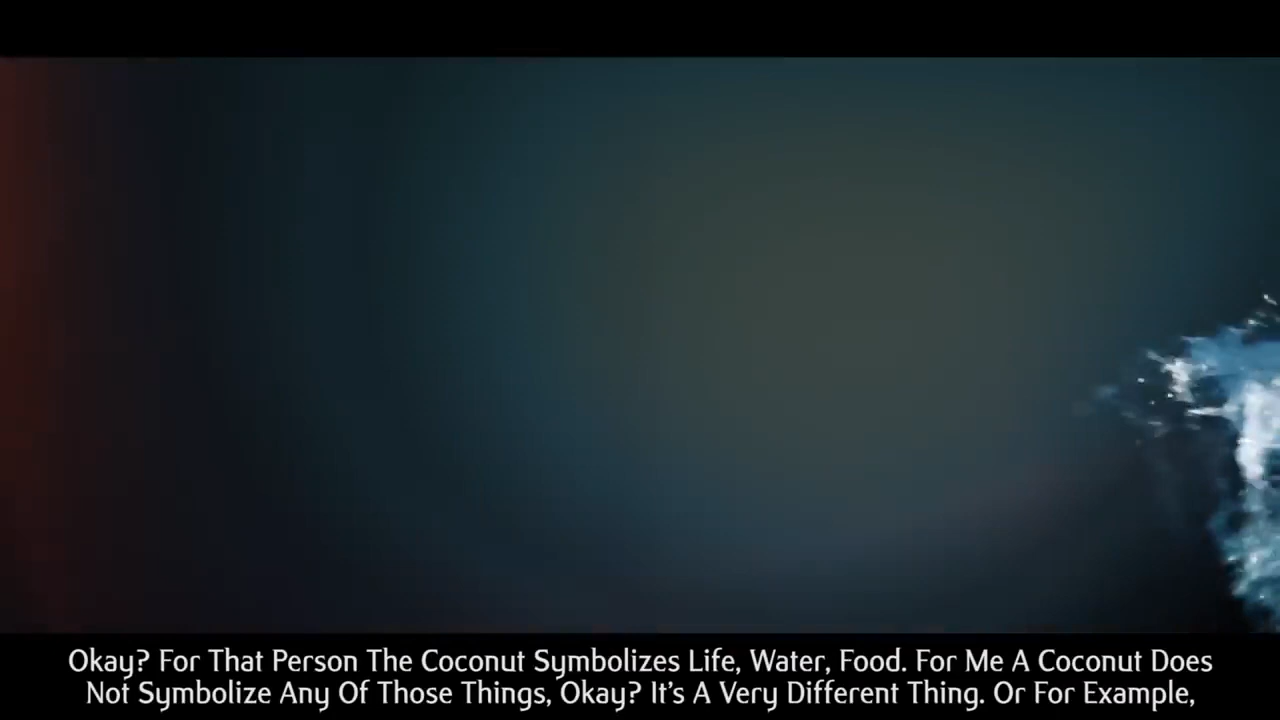 Okay? For That Person The Coconut Symbolizes Life, Water, Food. For Me A Coconut Does
Not Symbolize Any Of Those Things, Okay? It's A Very Different Thing. Or For Example,